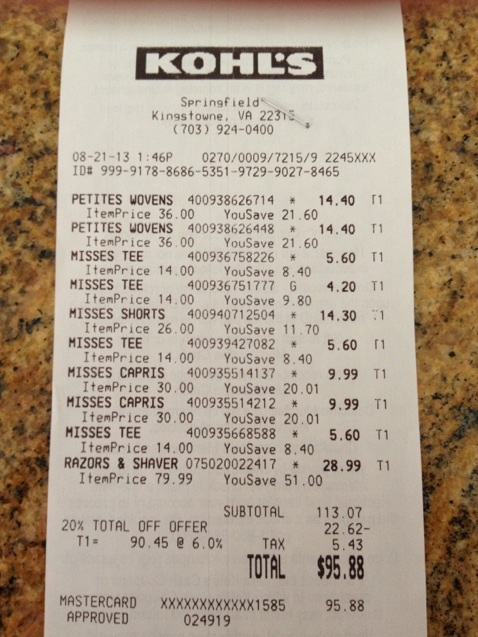 KOHL'S
Springfield
Kingstowne, VA 2231
(703) 924-0400
08-21-13 1:46P 0270/0009/7215/9 2245XXX
ID# 999-9178-8686-5351-9729-9027-8465
PETITES WOVENS 400938626714 * 14.40 T1
ItemPrice 36.00 YouSave 21.60
PETITES WOVENS 400938626448 * 14.40 T1
ItemPrice 36.00 YouSave 21.60
MISSES TEE 400936758226 * 5.60 T1
ItemPrice 14.00 YouSave 8.40
MISSES TEE 400936751777 G 4.20 T1
ItemPrice 14.00 YouSave 9.80
MISSES SHORTS 400940712504 * 14.30 T1
ItemPrice 26.00 YouSave 11.70
MISSES TEE 400939427082 * 5.60 T1
ItemPrice 14.00 YouSave 8.40
MISSES CAPRIS 400935514137 * 9.99 T1
ItemPrice 30.00 YouSave 20.01
MISSES CAPRIS 400935514212 * 9.99 T1
ItemPrice 30.00 YouSave 20.01
MISSES TEE 400935668588 * 5.60 T1
ItemPrice 14.00 YouSave 8.40
RAZORS & SHAVER 075020022417 * 28.99 T1
ItemPrice 79.99 YouSave 51.00
SUBTOTAL 113.07
20% TOTAL OFF OFFER 22.62-
T1= 90.45 @ 6.0% TAX 5.43
TOTAL $95.88
MASTERCARD XXXXXXXXXXXX1585 95.88
APPROVED 024919